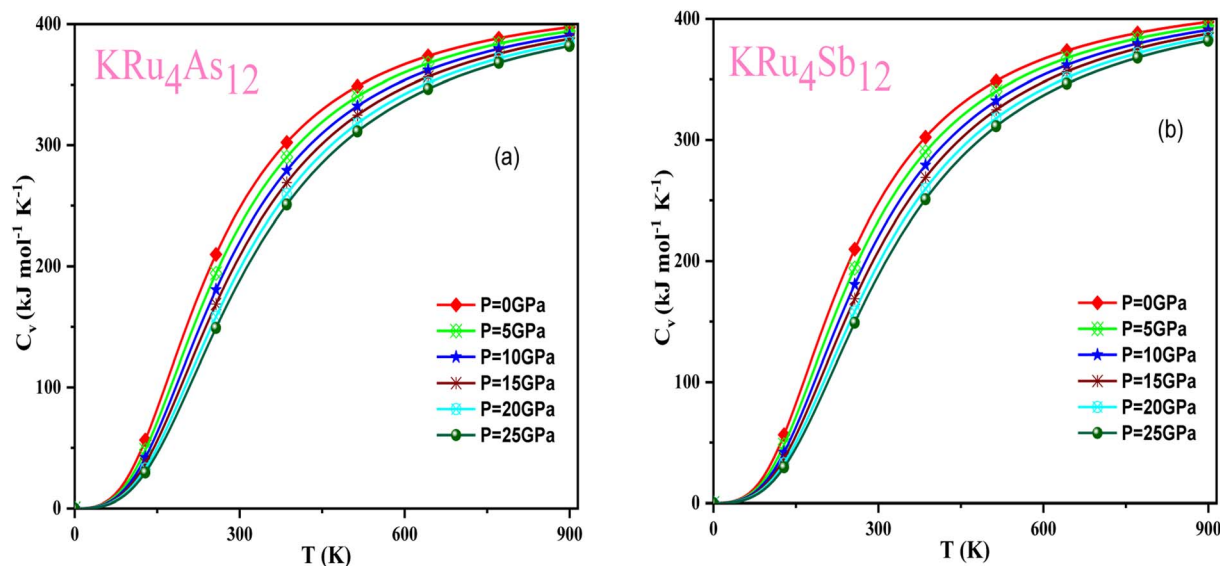 400
300
200
100
0
C_v (kJ mol⁻¹ K⁻¹)
KRu₄As₁₂
(a)
P=0GPa
P=5GPa
P=10GPa
P=15GPa
P=20GPa
P=25GPa
0 300 600 900
T (K)
400
300
200
100
0
C_v (kJ mol⁻¹ K⁻¹)
KRu₄Sb₁₂
(b)
P=0GPa
P=5GPa
P=10GPa
P=15GPa
P=20GPa
P=25GPa
0 300 600 900
T (K)